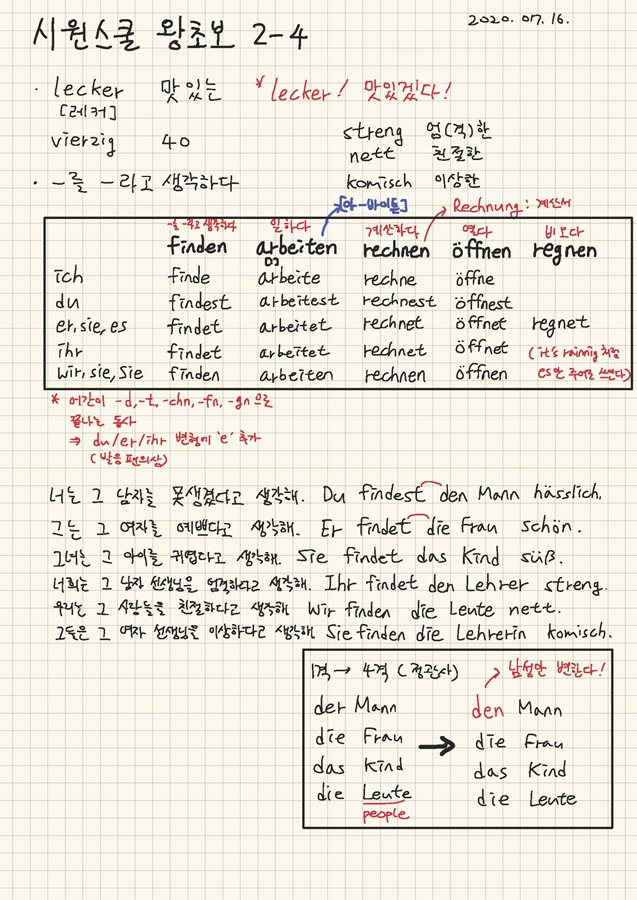 2020. 07. 16.
시원스쿨 왕초보 2-4
· lecker 맛있는 * lecker! 맛있겠다!
[레커]
vierzig 40 streng 엄(격)한
nett 친절한
· -를 -라고 생각하다 komisch 이상한
[아-바이튼] Rechnung : 계산서
-를 -라고 생각하다 일하다 계산하다 열다 비오다
finden arbeiten rechnen öffnen regnen
ich finde arbeite rechne öffne
du findest arbeitest rechnest öffnest
er, sie, es findet arbeitet rechnet öffnet regnet
ihr findet arbeitet rechnet öffnet (it's rainnig 처럼
wir, sie, Sie finden arbeiten rechnen öffnen es만 주어로 쓰인다)
* 어간이 -d, -t, -chn, -fn, -gn 으로
끝나는 동사
⇒ du/er/ihr 변형에 'e' 추가
(발음 편의상)
너는 그 남자를 못생겼다고 생각해. Du findest den Mann hässlich.
그는 그 여자를 예쁘다고 생각해. Er findet die Frau schön.
그녀는 그 아이를 귀엽다고 생각해. Sie findet das Kind süß.
너희는 그 남자 선생님을 엄격하다고 생각해. Ihr findet den Lehrer streng.
우리는 그 사람들을 친절하다고 생각해 Wir finden die Leute nett.
그들은 그 여자 선생님을 이상하다고 생각해 Sie finden die Lehrerin komisch.
1격 → 4격 (정관사) 남성만 변한다!
der Mann den Mann
die Frau → die Frau
das Kind das Kind
die Leute die Leute
people